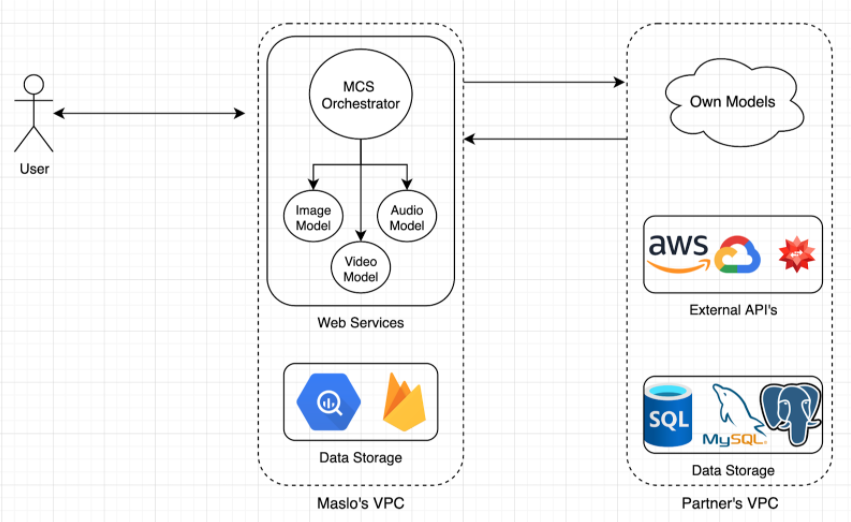 User
MCS
Orchestrator
Image
Model
Audio
Model
Video
Model
Web Services
Data Storage
Maslo's VPC
Own Models
aws
External API's
SQL
MySQL
Data Storage
Partner's VPC